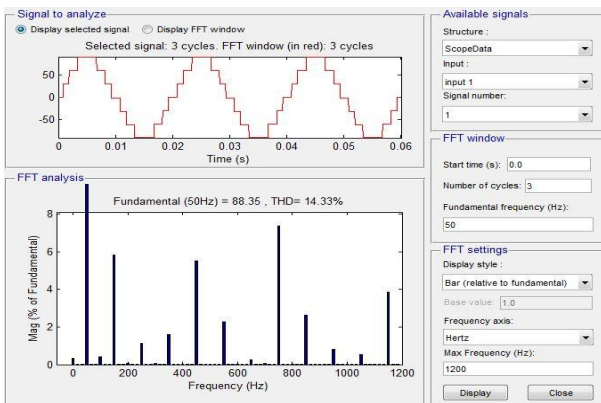 Signal to analyze
Display selected signal Display FFT window
Selected signal: 3 cycles. FFT window (in red): 3 cycles
50
0
-50
0 0.01 0.02 0.03 0.04 0.05 0.06
Time (s)
FFT analysis
Fundamental (50Hz) = 88.35 , THD= 14.33%
8
6
4
2
0
Mag (% of Fundamental)
0 200 400 600 800 1000 1200
Frequency (Hz)
Available signals
Structure :
ScopeData
Input :
input 1
Signal number:
1
FFT window
Start time (s): 0.0
Number of cycles: 3
Fundamental frequency (Hz):
50
FFT settings
Display style :
Bar (relative to fundamental)
Base value: 1.0
Frequency axis:
Hertz
Max Frequency (Hz):
1200
Display Close